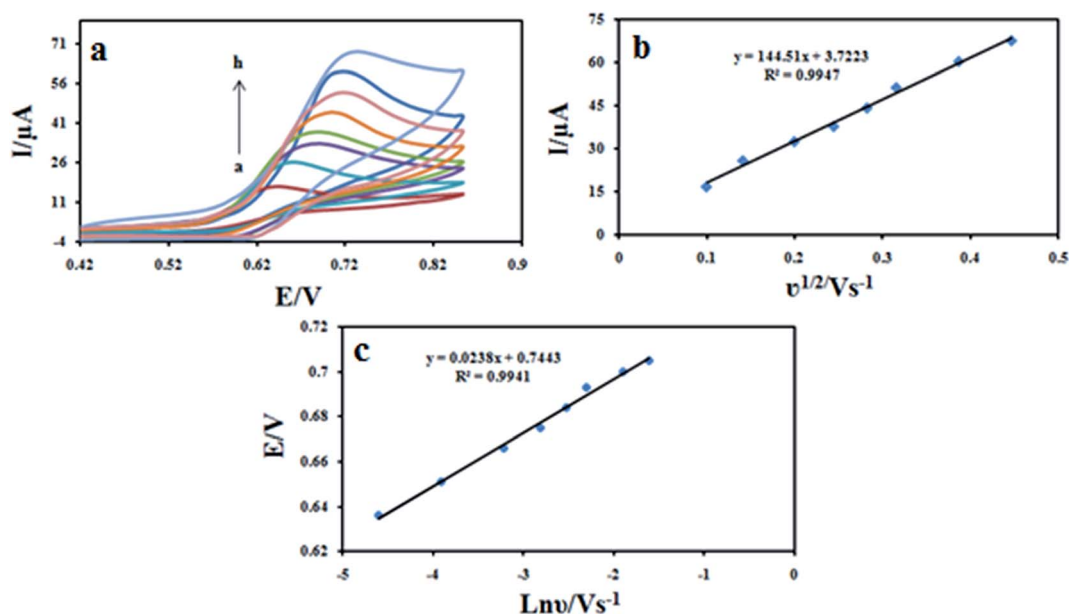 a
71
56
41
26
11
-4
I/µA
h
a
0.42
0.52
0.62
0.72
0.82
0.9
E/V
b
75
60
45
30
15
0
I/µA
y = 144.51x + 3.7223
R² = 0.9947
0
0.1
0.2
0.3
0.4
0.5
υ1/2/Vs-1
c
0.72
0.7
0.68
0.66
0.64
0.62
E/V
y = 0.0238x + 0.7443
R² = 0.9941
-5
-4
-3
-2
-1
0
Lnυ/Vs-1